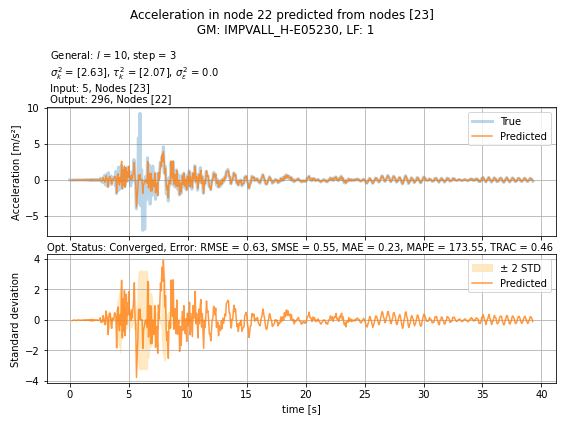 Acceleration in node 22 predicted from nodes [23]
GM: IMPVALL_H-E05230, LF: 1
General: l = 10, step = 3
σ²ₖ = [2.63], τ²ₖ = [2.07], σ²ε = 0.0
Input: 5, Nodes [23]
Output: 296, Nodes [22]
Acceleration [m/s²]
10
5
0
−5
True
Predicted
Opt. Status: Converged, Error: RMSE = 0.63, SMSE = 0.55, MAE = 0.23, MAPE = 173.55, TRAC = 0.46
Standard deviation
4
2
0
−2
−4
± 2 STD
Predicted
0 5 10 15 20 25 30 35 40
time [s]